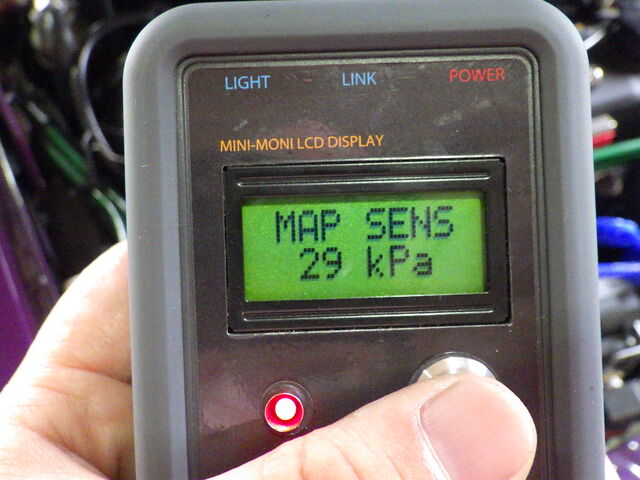 LIGHT LINK POWER
MINI-MONI LCD DISPLAY
MAP SENS
29 kPa